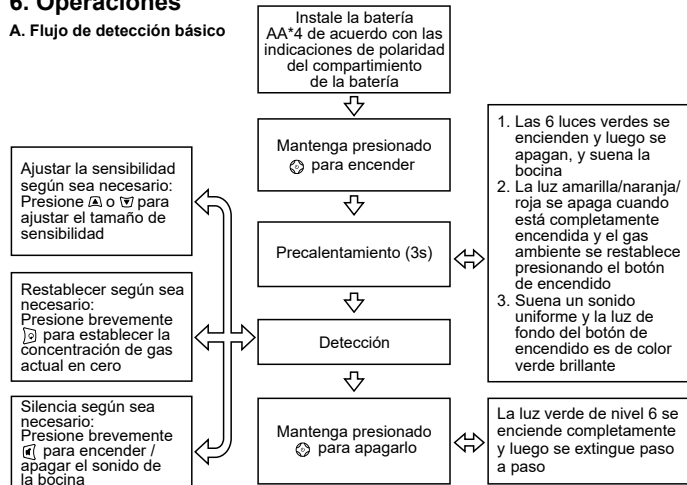 6. Operaciones
A. Flujo de detección básico
Instale la batería
AA*4 de acuerdo con las
indicaciones de polaridad
del compartimiento
de la batería
Mantenga presionado
para encender
Precalentamiento (3s)
1. Las 6 luces verdes se
encienden y luego se
apagan, y suena la
bocina
2. La luz amarilla/naranja/
roja se apaga cuando
está completamente
encendida y el gas
ambiente se restablece
presionando el botón
de encendido
3. Suena un sonido
uniforme y la luz de
fondo del botón de
encendido es de color
verde brillante
Ajustar la sensibilidad
según sea necesario:
Presione o para
ajustar el tamaño de
sensibilidad
Restablecer según sea
necesario:
Presione brevemente
para establecer la
concentración de gas
actual en cero
Detección
Silencia según sea
necesario:
Presione brevemente
para encender /
apagar el sonido de
la bocina
Mantenga presionado
para apagarlo
La luz verde de nivel 6 se
enciende completamente
y luego se extingue paso
a paso